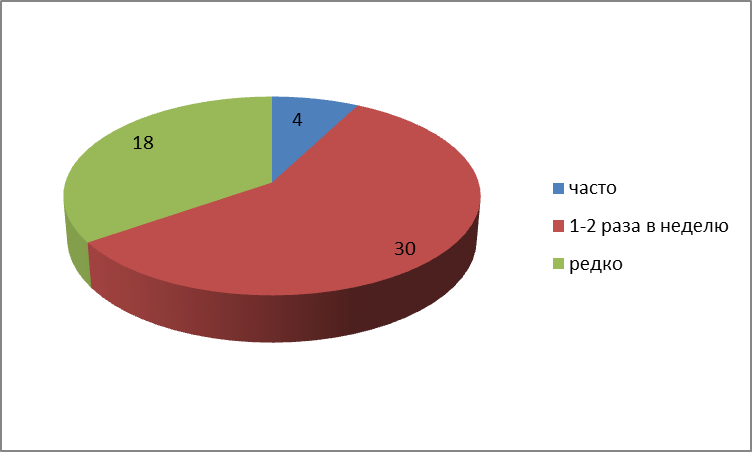 4
18
30
часто
1-2 раза в неделю
редко